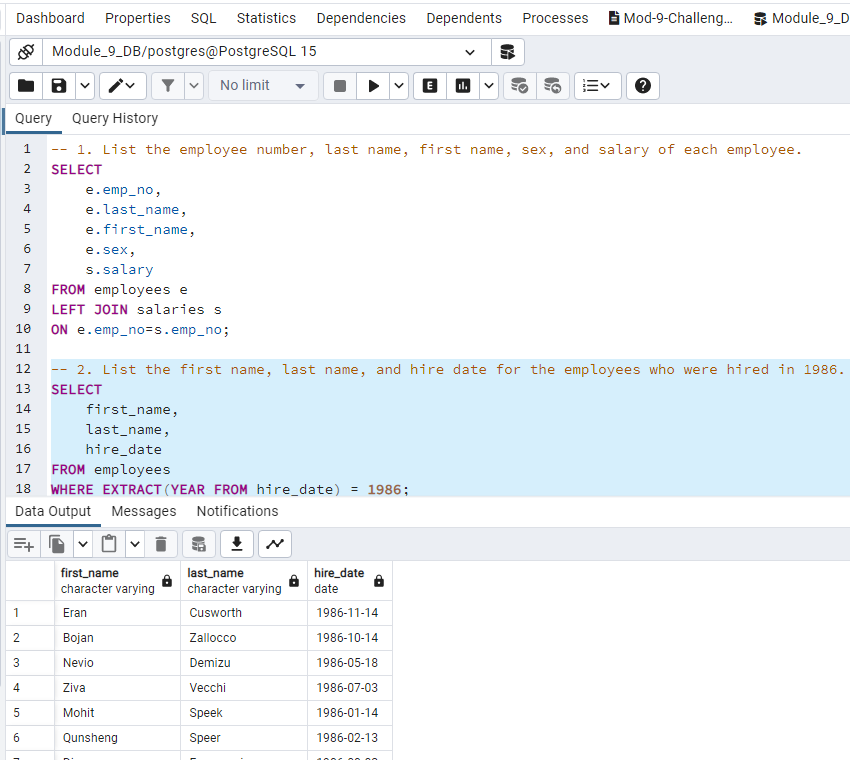 Dashboard Properties SQL Statistics Dependencies Dependents Processes Mod-9-Challeng... Module_9_D
Module_9_DB/postgres@PostgreSQL 15
No limit E
Query Query History
1 -- 1. List the employee number, last name, first name, sex, and salary of each employee.
2 SELECT
3 e.emp_no,
4 e.last_name,
5 e.first_name,
6 e.sex,
7 s.salary
8 FROM employees e
9 LEFT JOIN salaries s
10 ON e.emp_no=s.emp_no;
11
12 -- 2. List the first name, last name, and hire date for the employees who were hired in 1986.
13 SELECT
14 first_name,
15 last_name,
16 hire_date
17 FROM employees
18 WHERE EXTRACT(YEAR FROM hire_date) = 1986;
Data Output Messages Notifications
first_name last_name hire_date
character varying character varying date
1 Eran Cusworth 1986-11-14
2 Bojan Zallocco 1986-10-14
3 Nevio Demizu 1986-05-18
4 Ziva Vecchi 1986-07-03
5 Mohit Speek 1986-01-14
6 Qunsheng Speer 1986-02-13